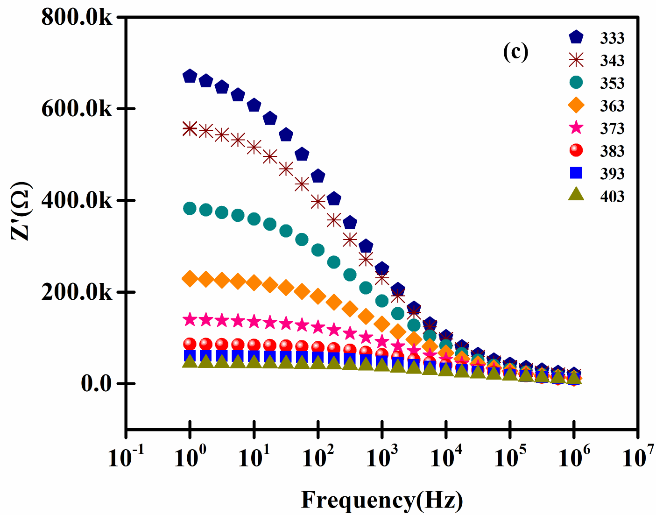 800.0k
600.0k
400.0k
200.0k
0.0
Z'(Ω)
(c)
333
343
353
363
373
383
393
403
10⁻¹ 10⁰ 10¹ 10² 10³ 10⁴ 10⁵ 10⁶ 10⁷
Frequency(Hz)